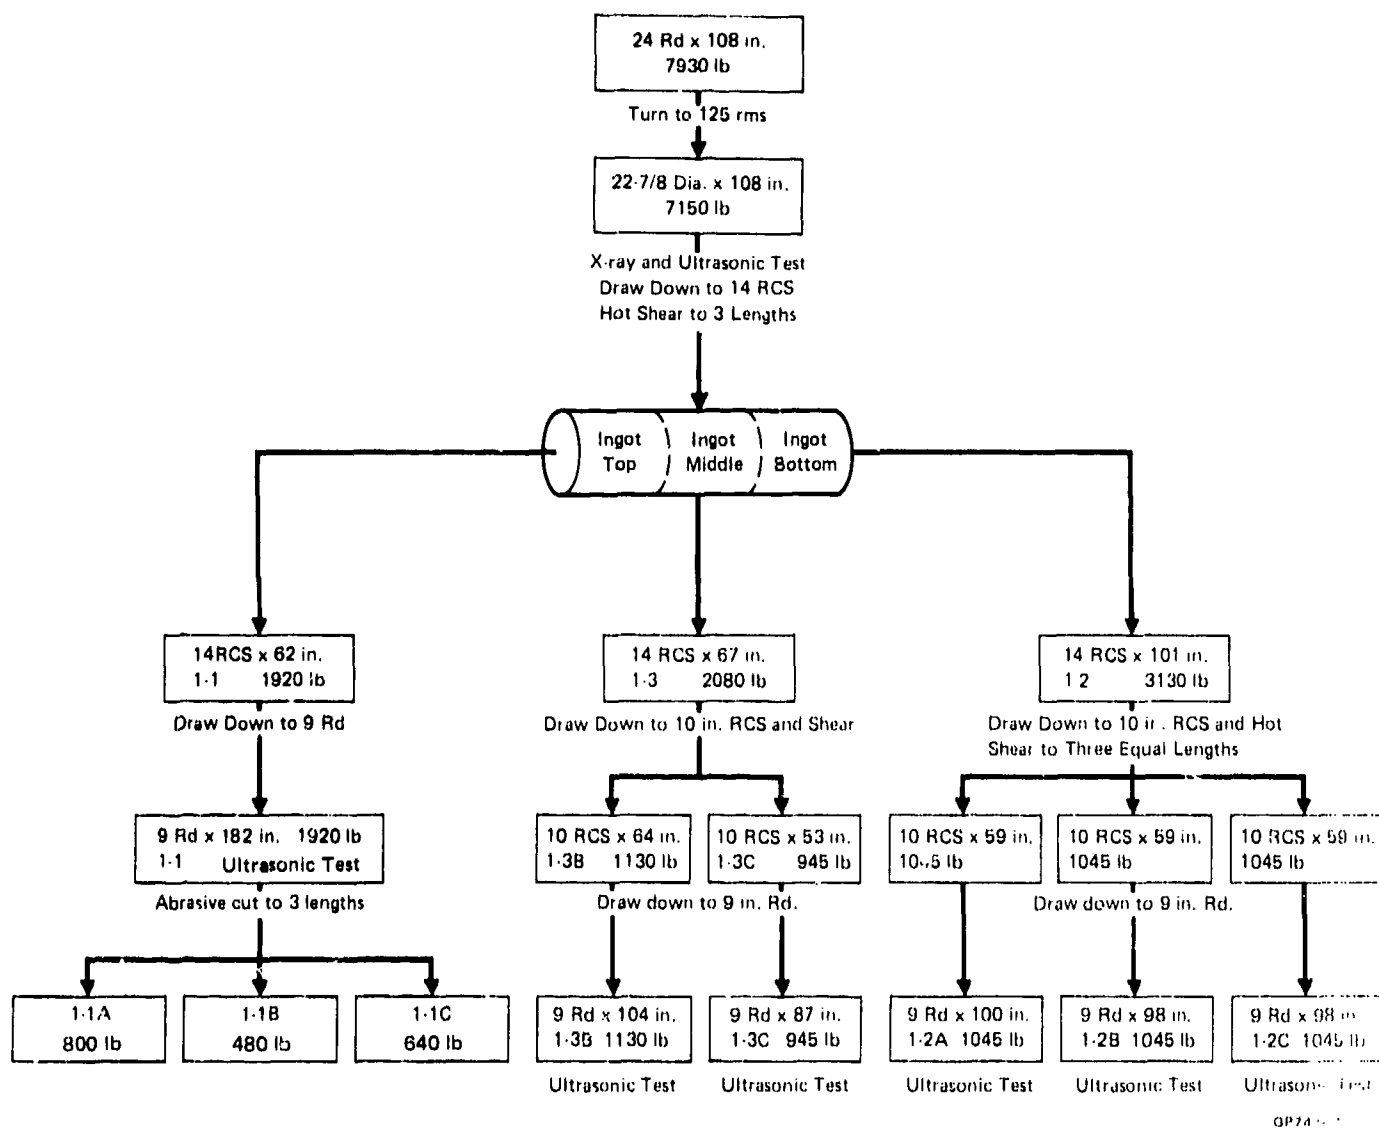 24 Rd x 108 in.
7930 lb
Turn to 125 rms
22-7/8 Dia. x 108 in.
7150 lb
X-ray and Ultrasonic Test
Draw Down to 14 RCS
Hot Shear to 3 Lengths
Ingot Top
Ingot Middle
Ingot Bottom
14RCS x 62 in.
1-1 1920 lb
Draw Down to 9 Rd
9 Rd x 182 in. 1920 lb
1-1 Ultrasonic Test
Abrasive cut to 3 lengths
1-1A
800 lb
1-1B
480 lb
1-1C
640 lb
14 RCS x 67 in.
1-3 2080 lb
Draw Down to 10 in. RCS and Shear
10 RCS x 64 in.
1-3B 1130 lb
10 RCS x 53 in.
1-3C 945 lb
Draw down to 9 in. Rd.
9 Rd x 104 in.
1-3B 1130 lb
Ultrasonic Test
9 Rd x 87 in.
1-3C 945 lb
Ultrasonic Test
14 RCS x 101 in.
1 2 3130 lb
Draw Down to 10 in. RCS and Hot
Shear to Three Equal Lengths
10 RCS x 59 in.
lb
10 RCS x 59 in.
1045 lb
10 RCS x 59 in.
1045 lb
Draw down to 9 in. Rd.
9 Rd x 100 in.
1-2A 1045 lb
Ultrasonic Test
9 Rd x 98 in.
1-2B 1045 lb
Ultrasonic Test
9 Rd x 98 in.
1-2C 1045 lb
Ultrasonic Test